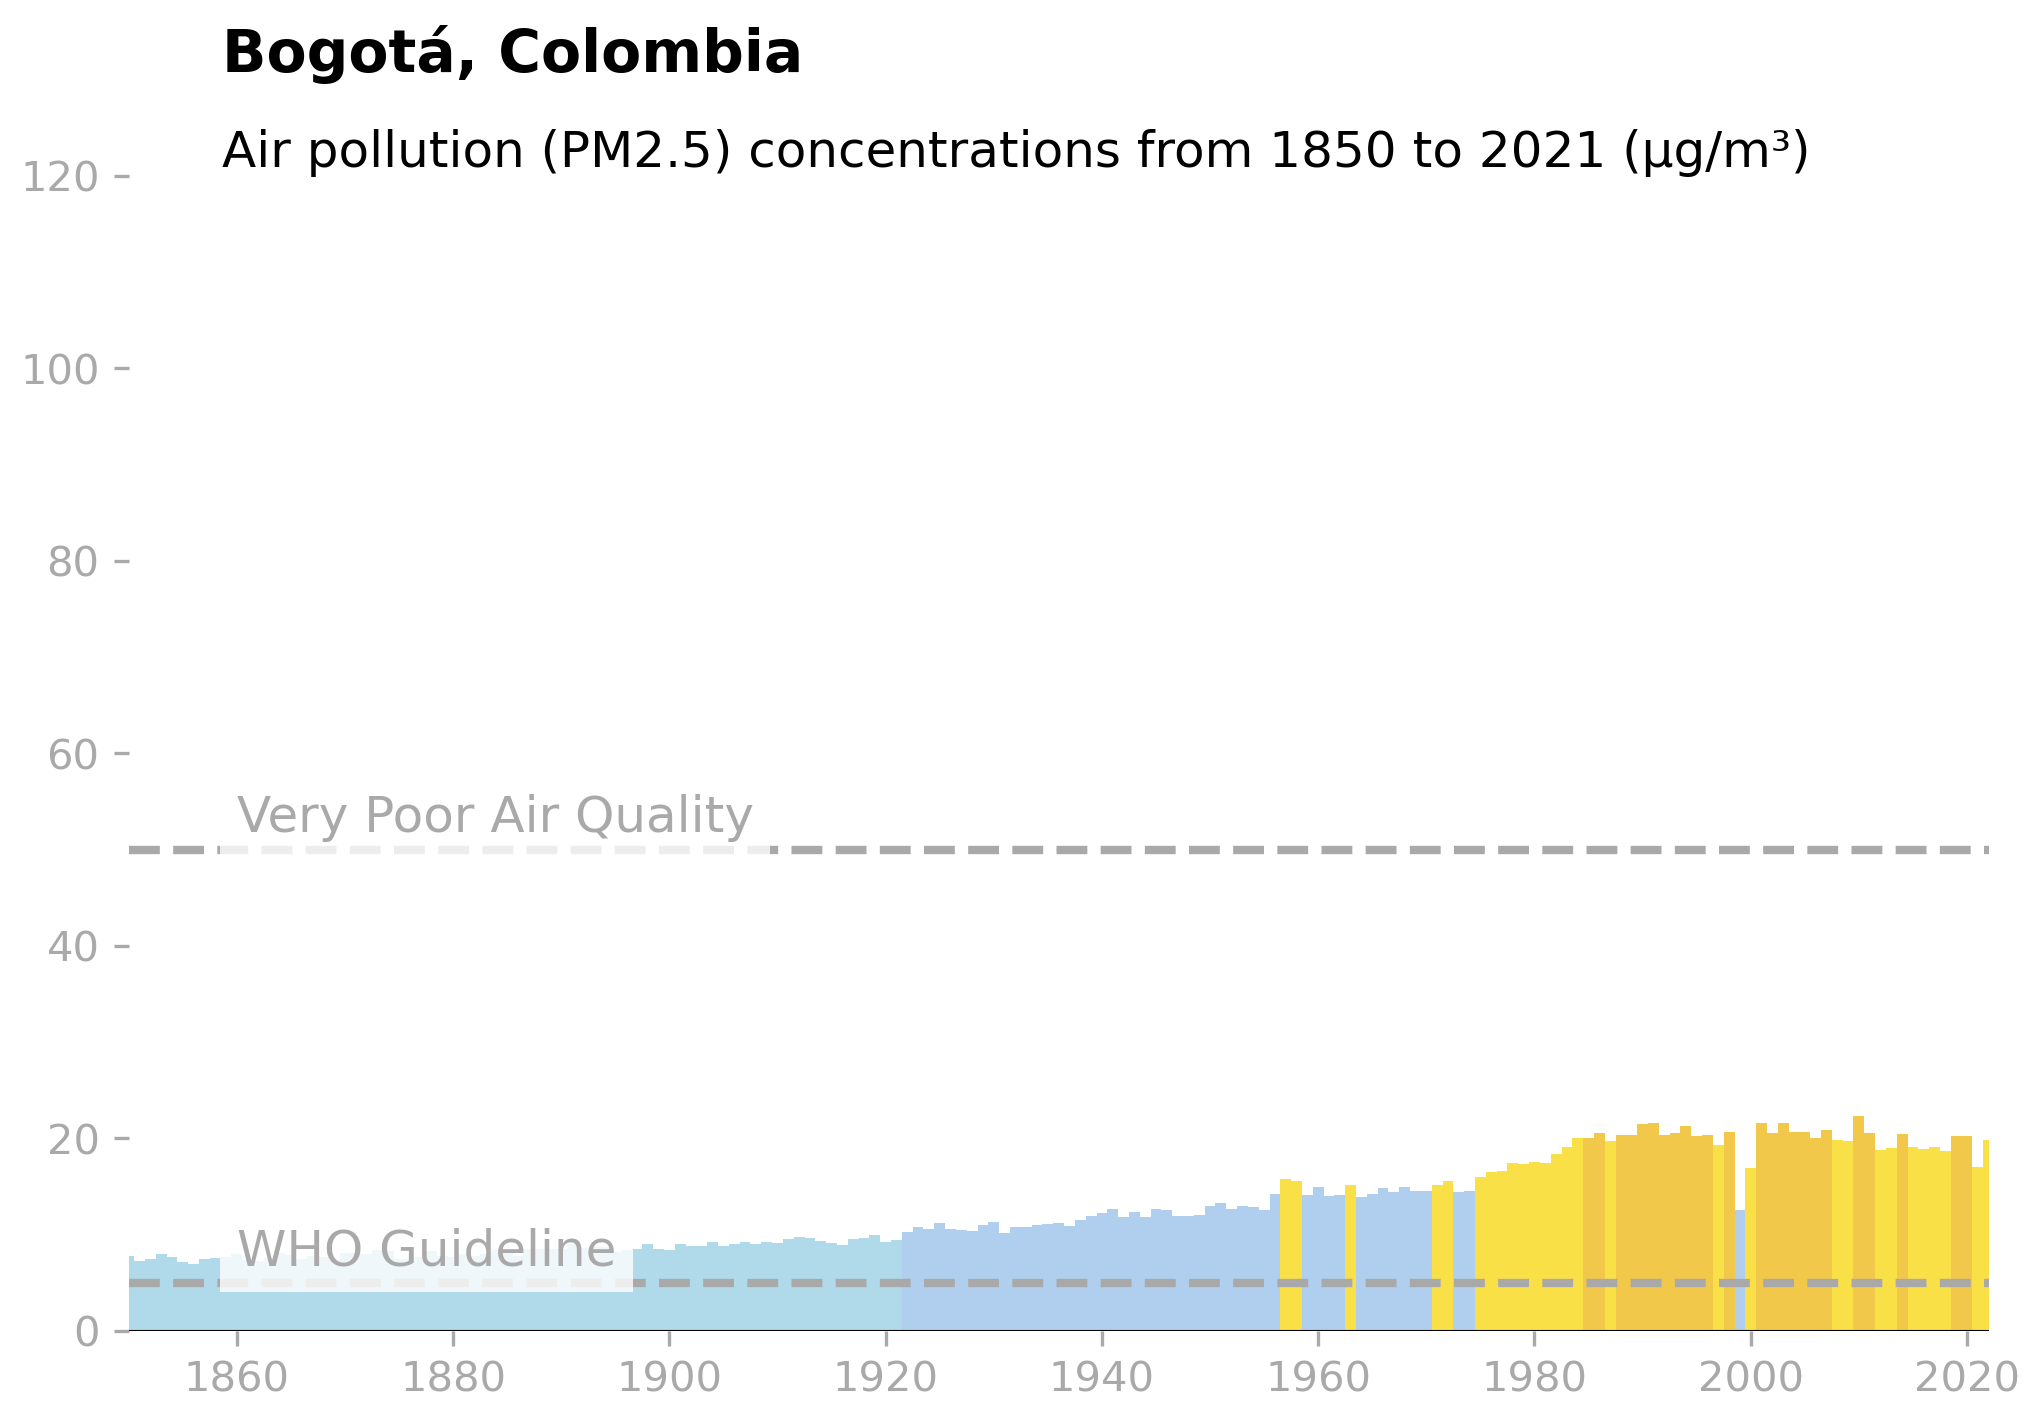 Bogotá, Colombia
Air pollution (PM2.5) concentrations from 1850 to 2021 (µg/m³)
120
100
80
60
Very Poor Air Quality
40
20
WHO Guideline
0
1860 1880 1900 1920 1940 1960 1980 2000 2020